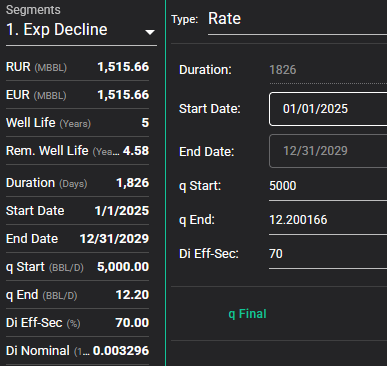 Segments
1. Exp Decline
RUR (MBBL) 1,515.66
EUR (MBBL) 1,515.66
Well Life (Years) 5
Rem. Well Life (Yea... 4.58
Duration (Days) 1,826
Start Date 1/1/2025
End Date 12/31/2029
q Start (BBL/D) 5,000.00
q End (BBL/D) 12.20
Di Eff-Sec (%) 70.00
Di Nominal (1... 0.003296
Type: Rate
Duration: 1826
Start Date: 01/01/2025
End Date: 12/31/2029
q Start: 5000
q End: 12.200166
Di Eff-Sec: 70
q Final